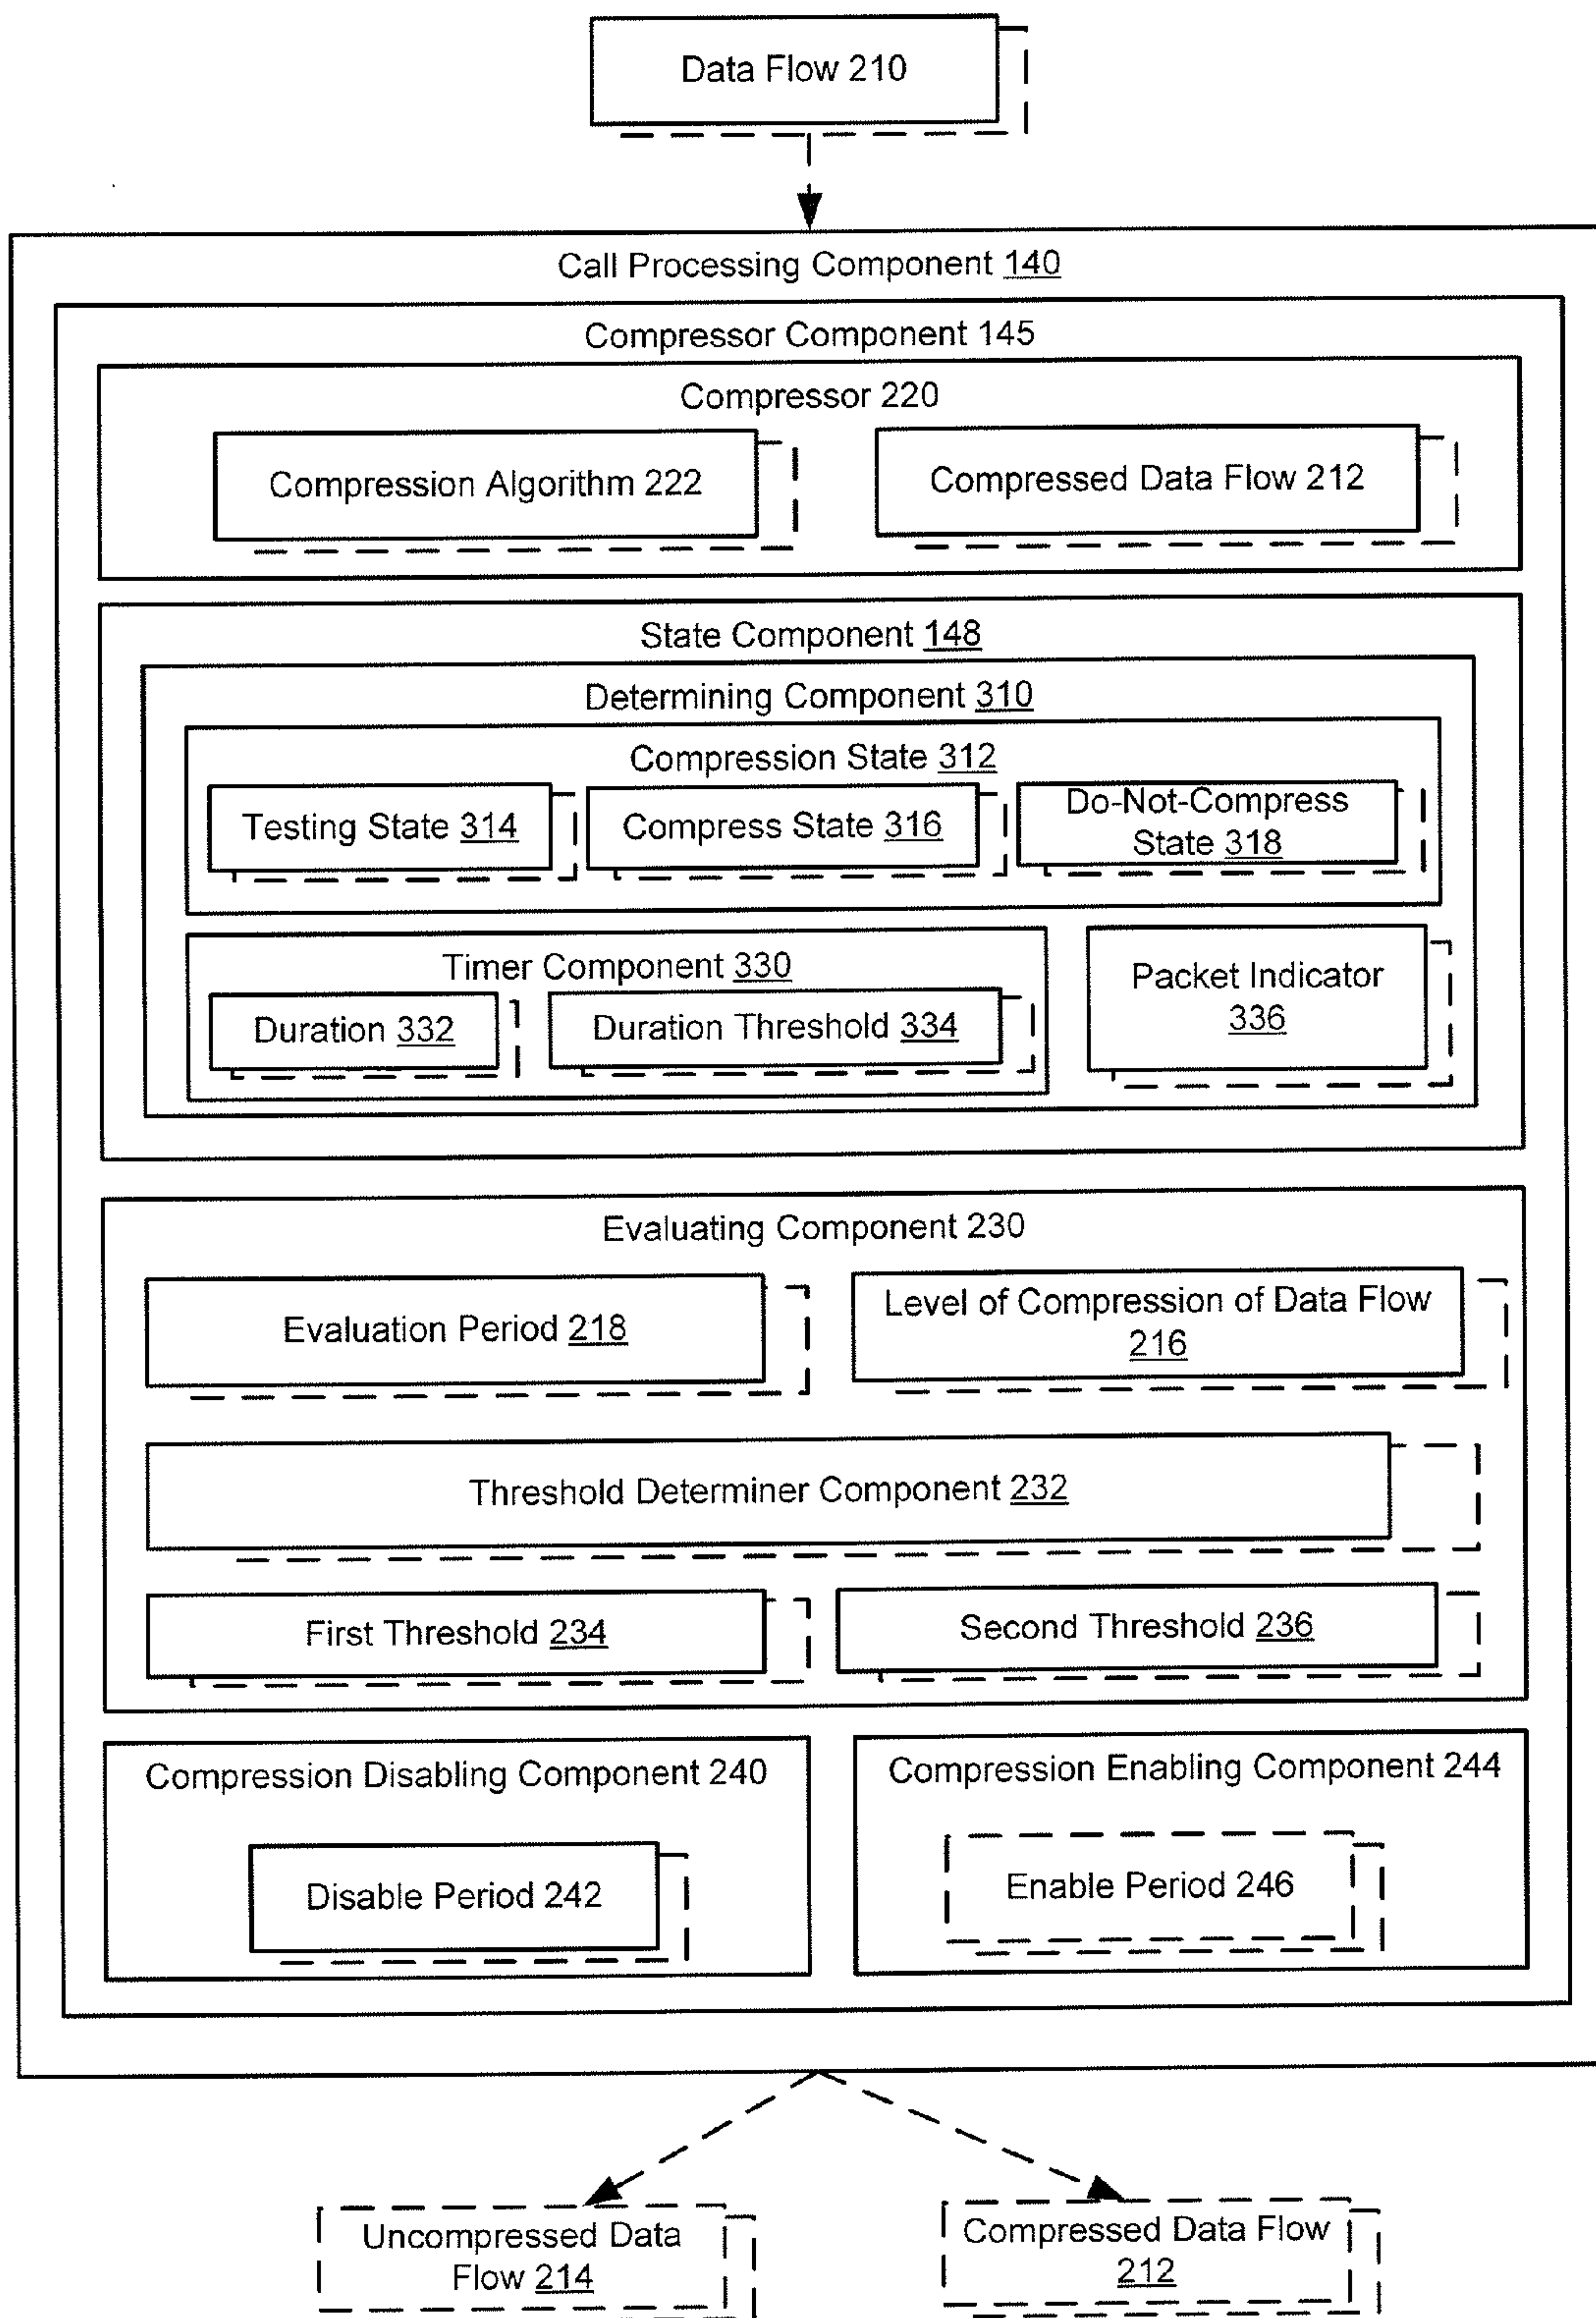 Data Flow 210
Call Processing Component 140
Compressor Component 145
Compressor 220
Compression Algorithm 222
Compressed Data Flow 212
State Component 148
Determining Component 310
Compression State 312
Testing State 314
Compress State 316
Do-Not-Compress
State 318
Timer Component 330
Duration 332
Duration Threshold 334
Packet Indicator
336
Evaluating Component 230
Evaluation Period 218
Level of Compression of Data Flow
216
Threshold Determiner Component 232
First Threshold 234
Second Threshold 236
Compression Disabling Component 240
Disable Period 242
Compression Enabling Component 244
Enable Period 246
Uncompressed Data
Flow 214
Compressed Data Flow
212